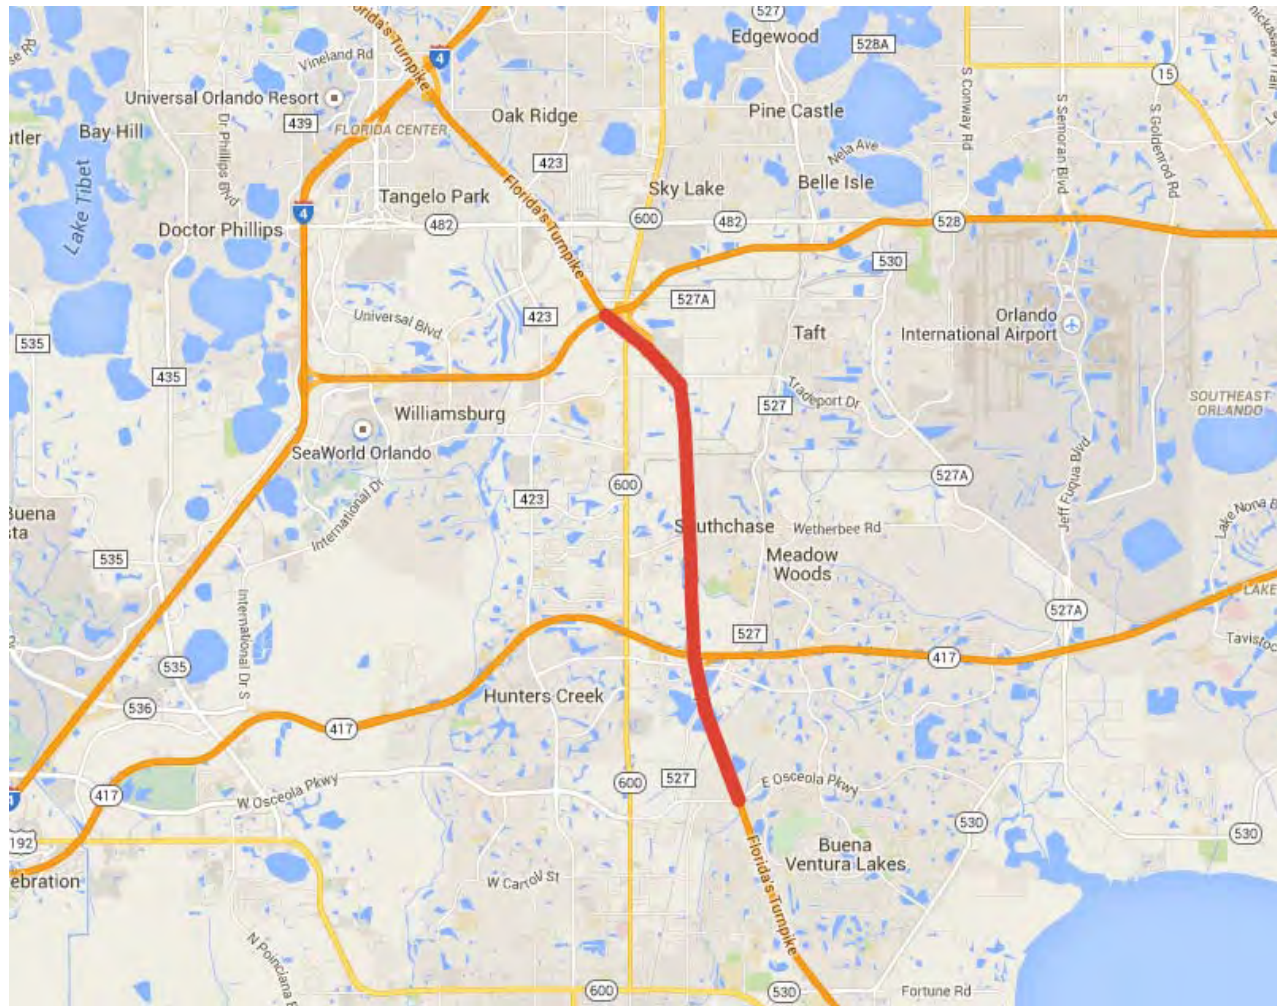 527
Edgewood
528A
Vineland Rd
4
15
Florida's Turnpike
Universal Orlando Resort
439
Bay Hill
FLORIDA CENTER
Oak Ridge
Pine Castle
S Conway Rd
S Semoran Blvd
S Goldenrod Rd
Dr Phillips Blvd
Lake Tibet
423
Nela Ave
Belle Isle
Sky Lake
Tangelo Park
4
482
600
482
528
Doctor Phillips
Florida's Turnpike
530
527A
Universal Blvd
423
Taft
Orlando
International Airport
535
435
Williamsburg
527
Tradeport Dr
SOUTHEAST
ORLANDO
SeaWorld Orlando
600
423
527A
International Dr
Jeff Fuqua Blvd
Southchase
Wetherbee Rd
Meadow
Woods
Buena
535
International Dr S
527A
LAKE
527
417
535
536
Hunters Creek
417
W Osceola Pkwy
417
4
600
527
E Osceola Pkwy
530
530
192
Buena
Ventura Lakes
Florida's Turnpike
W Carroll St
N Poinciana
600
530
Fortune Rd